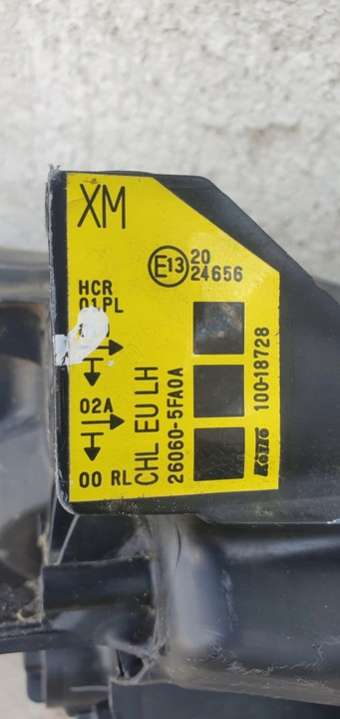 XM
E13 20
24656
HCR
01PL
02A
00 RL
CHL EU LH
26060-5FA0A
100-18728
KOITO